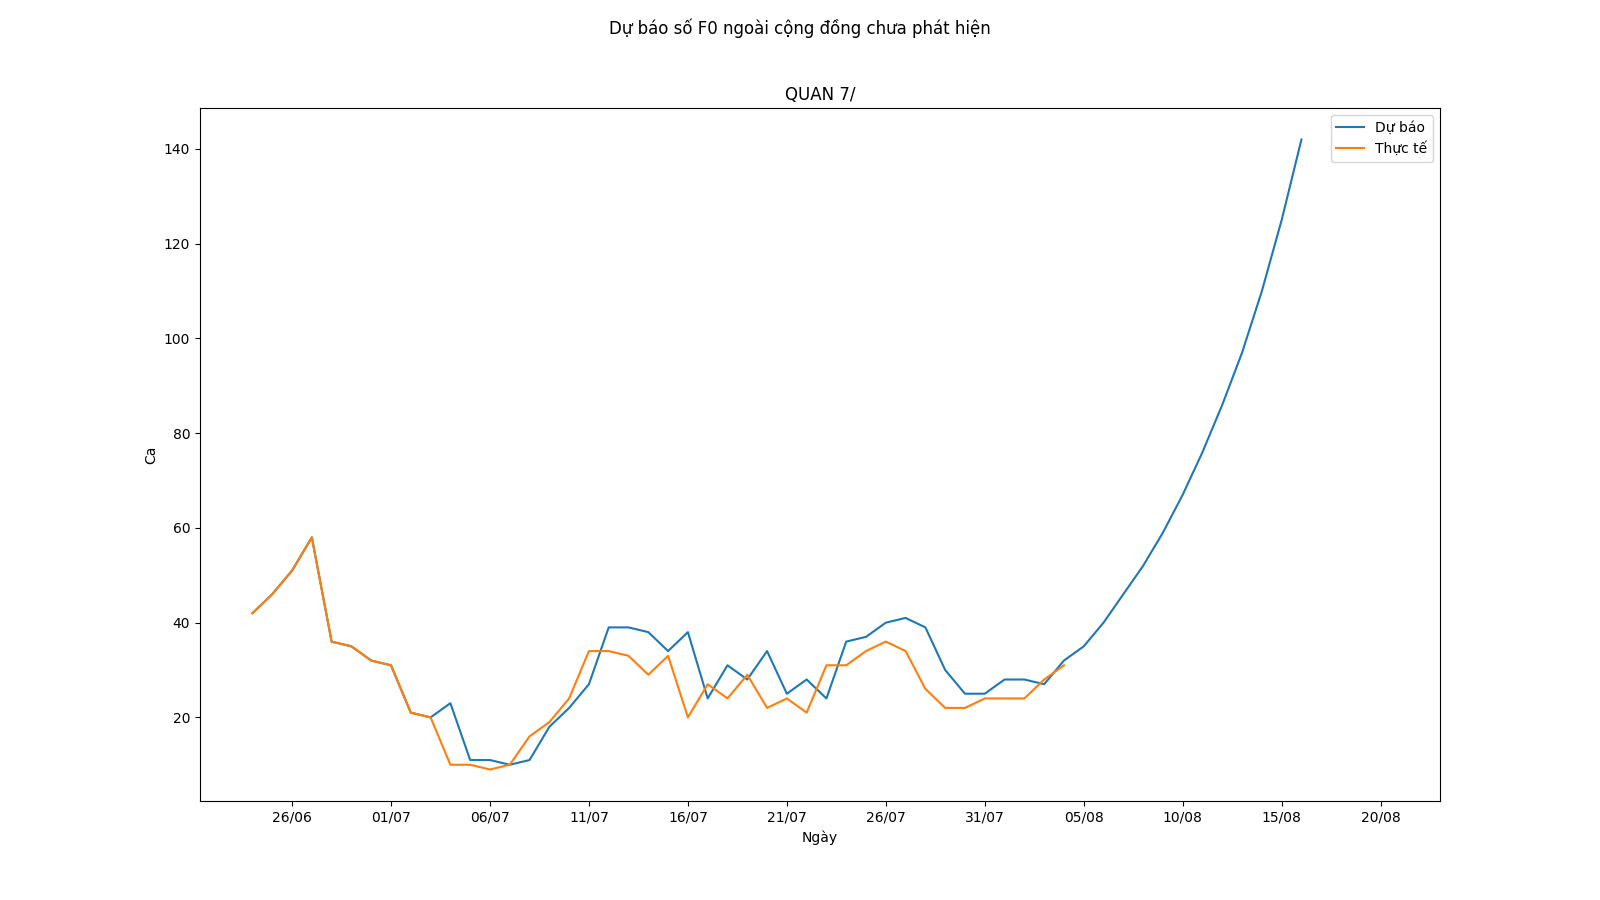 Dự báo số F0 ngoài cộng đồng chưa phát hiện
QUAN 7/
Dự báo
Thực tế
140
120
100
80
60
40
20
Ca
26/06 01/07 06/07 11/07 16/07 21/07 26/07 31/07 05/08 10/08 15/08 20/08
Ngày